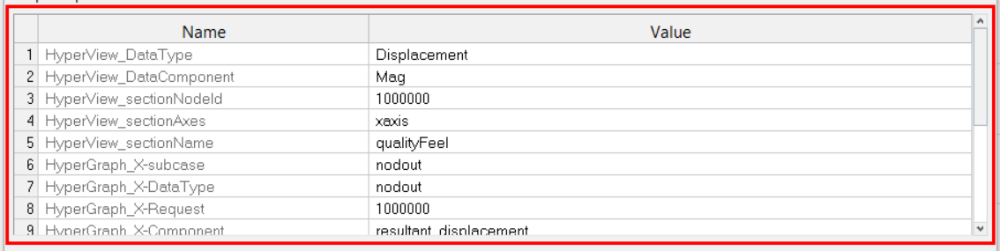 Name Value
1 HyperView_DataType Displacement
2 HyperView_DataComponent Mag
3 HyperView_sectionNodeId 1000000
4 HyperView_sectionAxes xaxis
5 HyperView_sectionName qualityFeel
6 HyperGraph_X-subcase nodout
7 HyperGraph_X-DataType nodout
8 HyperGraph_X-Request 1000000
9 HyperGraph_X-Component resultant_displacement